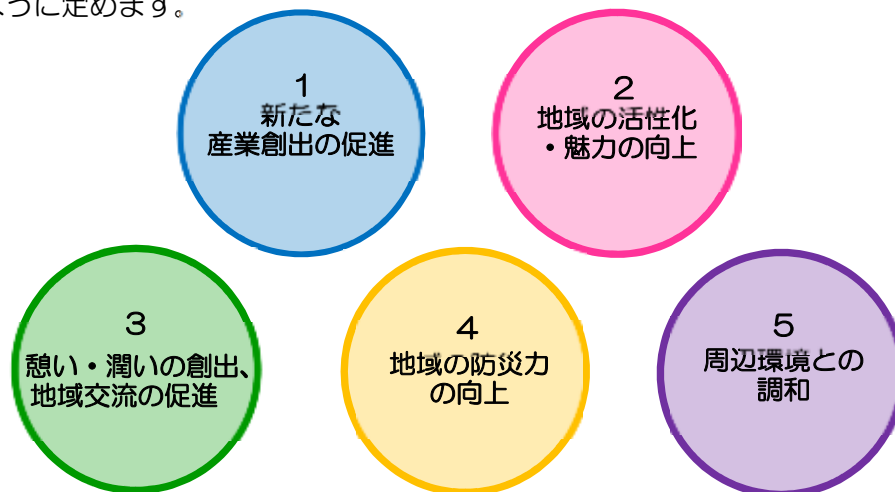 うに定めます。
1
新たな
産業創出の促進
2
地域の活性化
・魅力の向上
3
憩い・潤いの創出、
地域交流の促進
4
地域の防災力
の向上
5
周辺環境との
調和